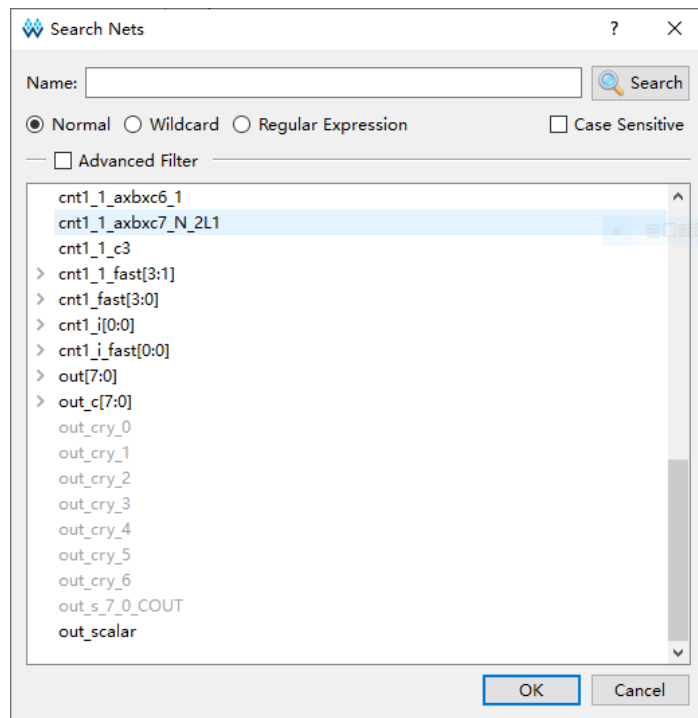 Search Nets
Name: Search
Normal Wildcard Regular Expression Case Sensitive
Advanced Filter
cnt1_1_axbxc6_1
cnt1_1_axbxc7_N_2L1
cnt1_1_c3
cnt1_1_fast[3:1]
cnt1_fast[3:0]
cnt1_i[0:0]
cnt1_i_fast[0:0]
out[7:0]
out_c[7:0]
out_cry_0
out_cry_1
out_cry_2
out_cry_3
out_cry_4
out_cry_5
out_cry_6
out_s_7_0_COUT
out_scalar
OK Cancel